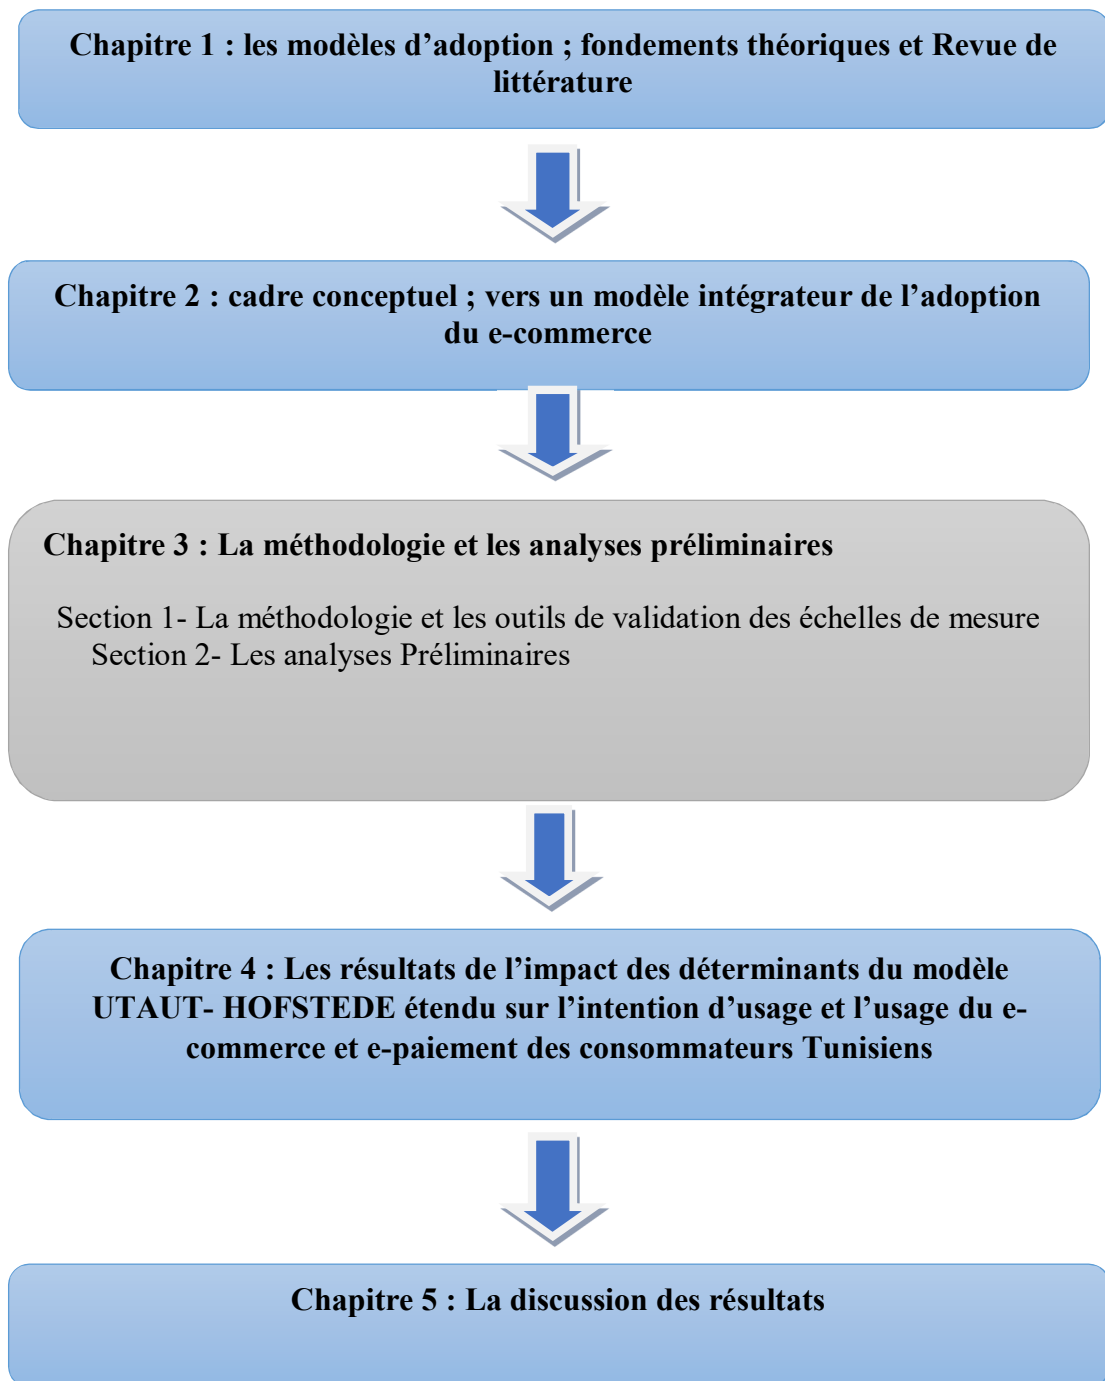 Chapitre 1 : les modèles d’adoption ; fondements théoriques et Revue de
littérature
Chapitre 2 : cadre conceptuel ; vers un modèle intégrateur de l’adoption
du e-commerce
Chapitre 3 : La méthodologie et les analyses préliminaires
Section 1- La méthodologie et les outils de validation des échelles de mesure
Section 2- Les analyses Préliminaires
Chapitre 4 : Les résultats de l’impact des déterminants du modèle
UTAUT- HOFSTEDE étendu sur l’intention d’usage et l’usage du e-
commerce et e-paiement des consommateurs Tunisiens
Chapitre 5 : La discussion des résultats